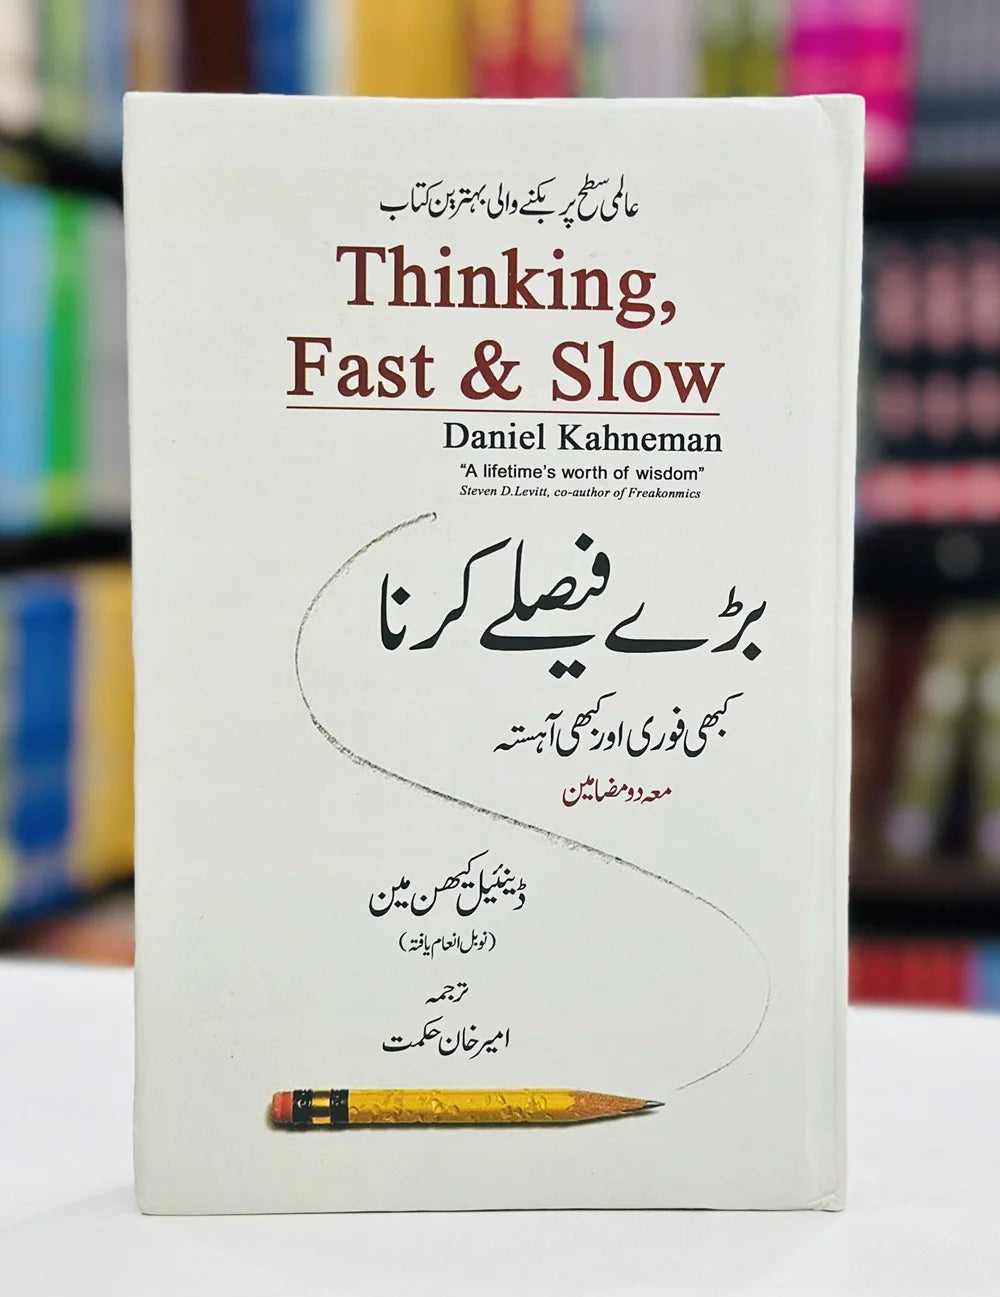 عالمی سطح پر بکنے والی بہترین کتاب
Thinking,
Fast & Slow
Daniel Kahneman
“A lifetime’s worth of wisdom”
Steven D.Levitt, co-author of Freakonmics
بڑے فیصلے کرنا
کبھی فوری اور کبھی آہستہ
معہ دو مضامین
ڈینئیل کیھن مین
(نوبل انعام یافتہ)
ترجمہ
امیر خان حکمت